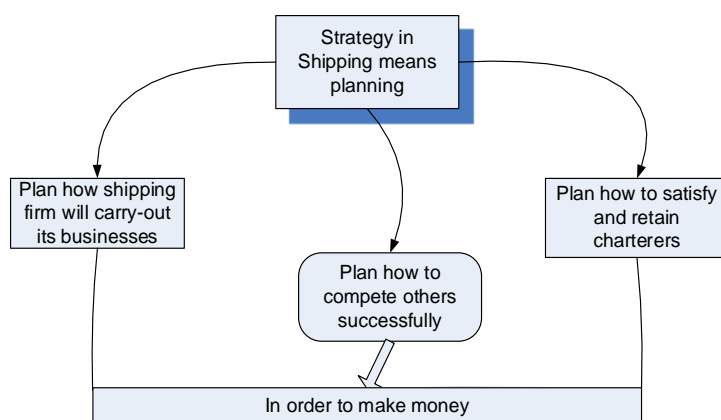 Strategy in
Shipping means
planning
Plan how shipping
firm will carry-out
its businesses
Plan how to
compete others
successfully
Plan how to satisfy
and retain
charterers
In order to make money